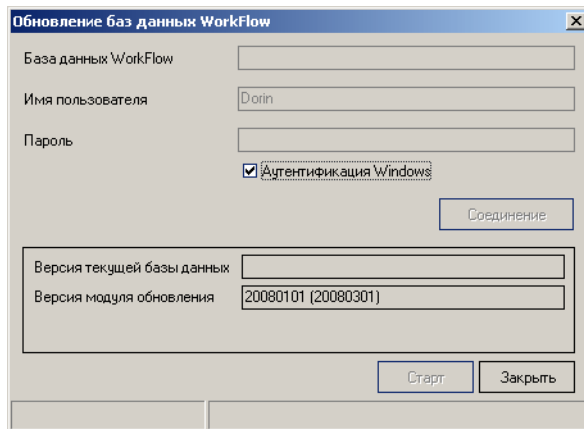 Обновление баз данных WorkFlow
База данных WorkFlow
Имя пользователя Dorin
Пароль
Аутентификация Windows
Соединение
Версия текущей базы данных
Версия модуля обновления 20080101 (20080301)
Старт Закрыть